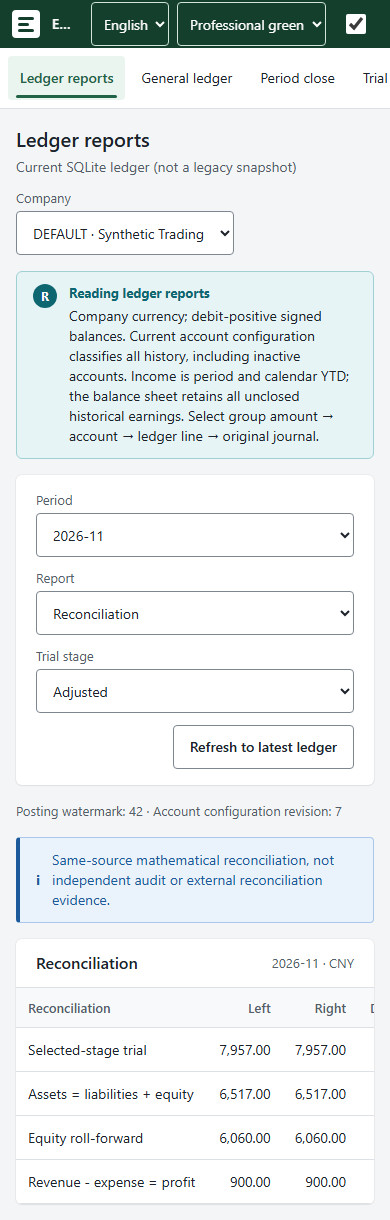 E... English Professional green
Ledger reports General ledger Period close Trial
Ledger reports
Current SQLite ledger (not a legacy snapshot)
Company
DEFAULT · Synthetic Trading
R Reading ledger reports
Company currency; debit-positive signed
balances. Current account configuration
classifies all history, including inactive
accounts. Income is period and calendar YTD;
the balance sheet retains all unclosed
historical earnings. Select group amount →
account → ledger line → original journal.
Period
2026-11
Report
Reconciliation
Trial stage
Adjusted
Refresh to latest ledger
Posting watermark: 42 · Account configuration revision: 7
Same-source mathematical reconciliation, not
i independent audit or external reconciliation
evidence.
Reconciliation 2026-11 · CNY
Reconciliation Left Right
Selected-stage trial 7,957.00 7,957.00
Assets = liabilities + equity 6,517.00 6,517.00
Equity roll-forward 6,060.00 6,060.00
Revenue - expense = profit 900.00 900.00